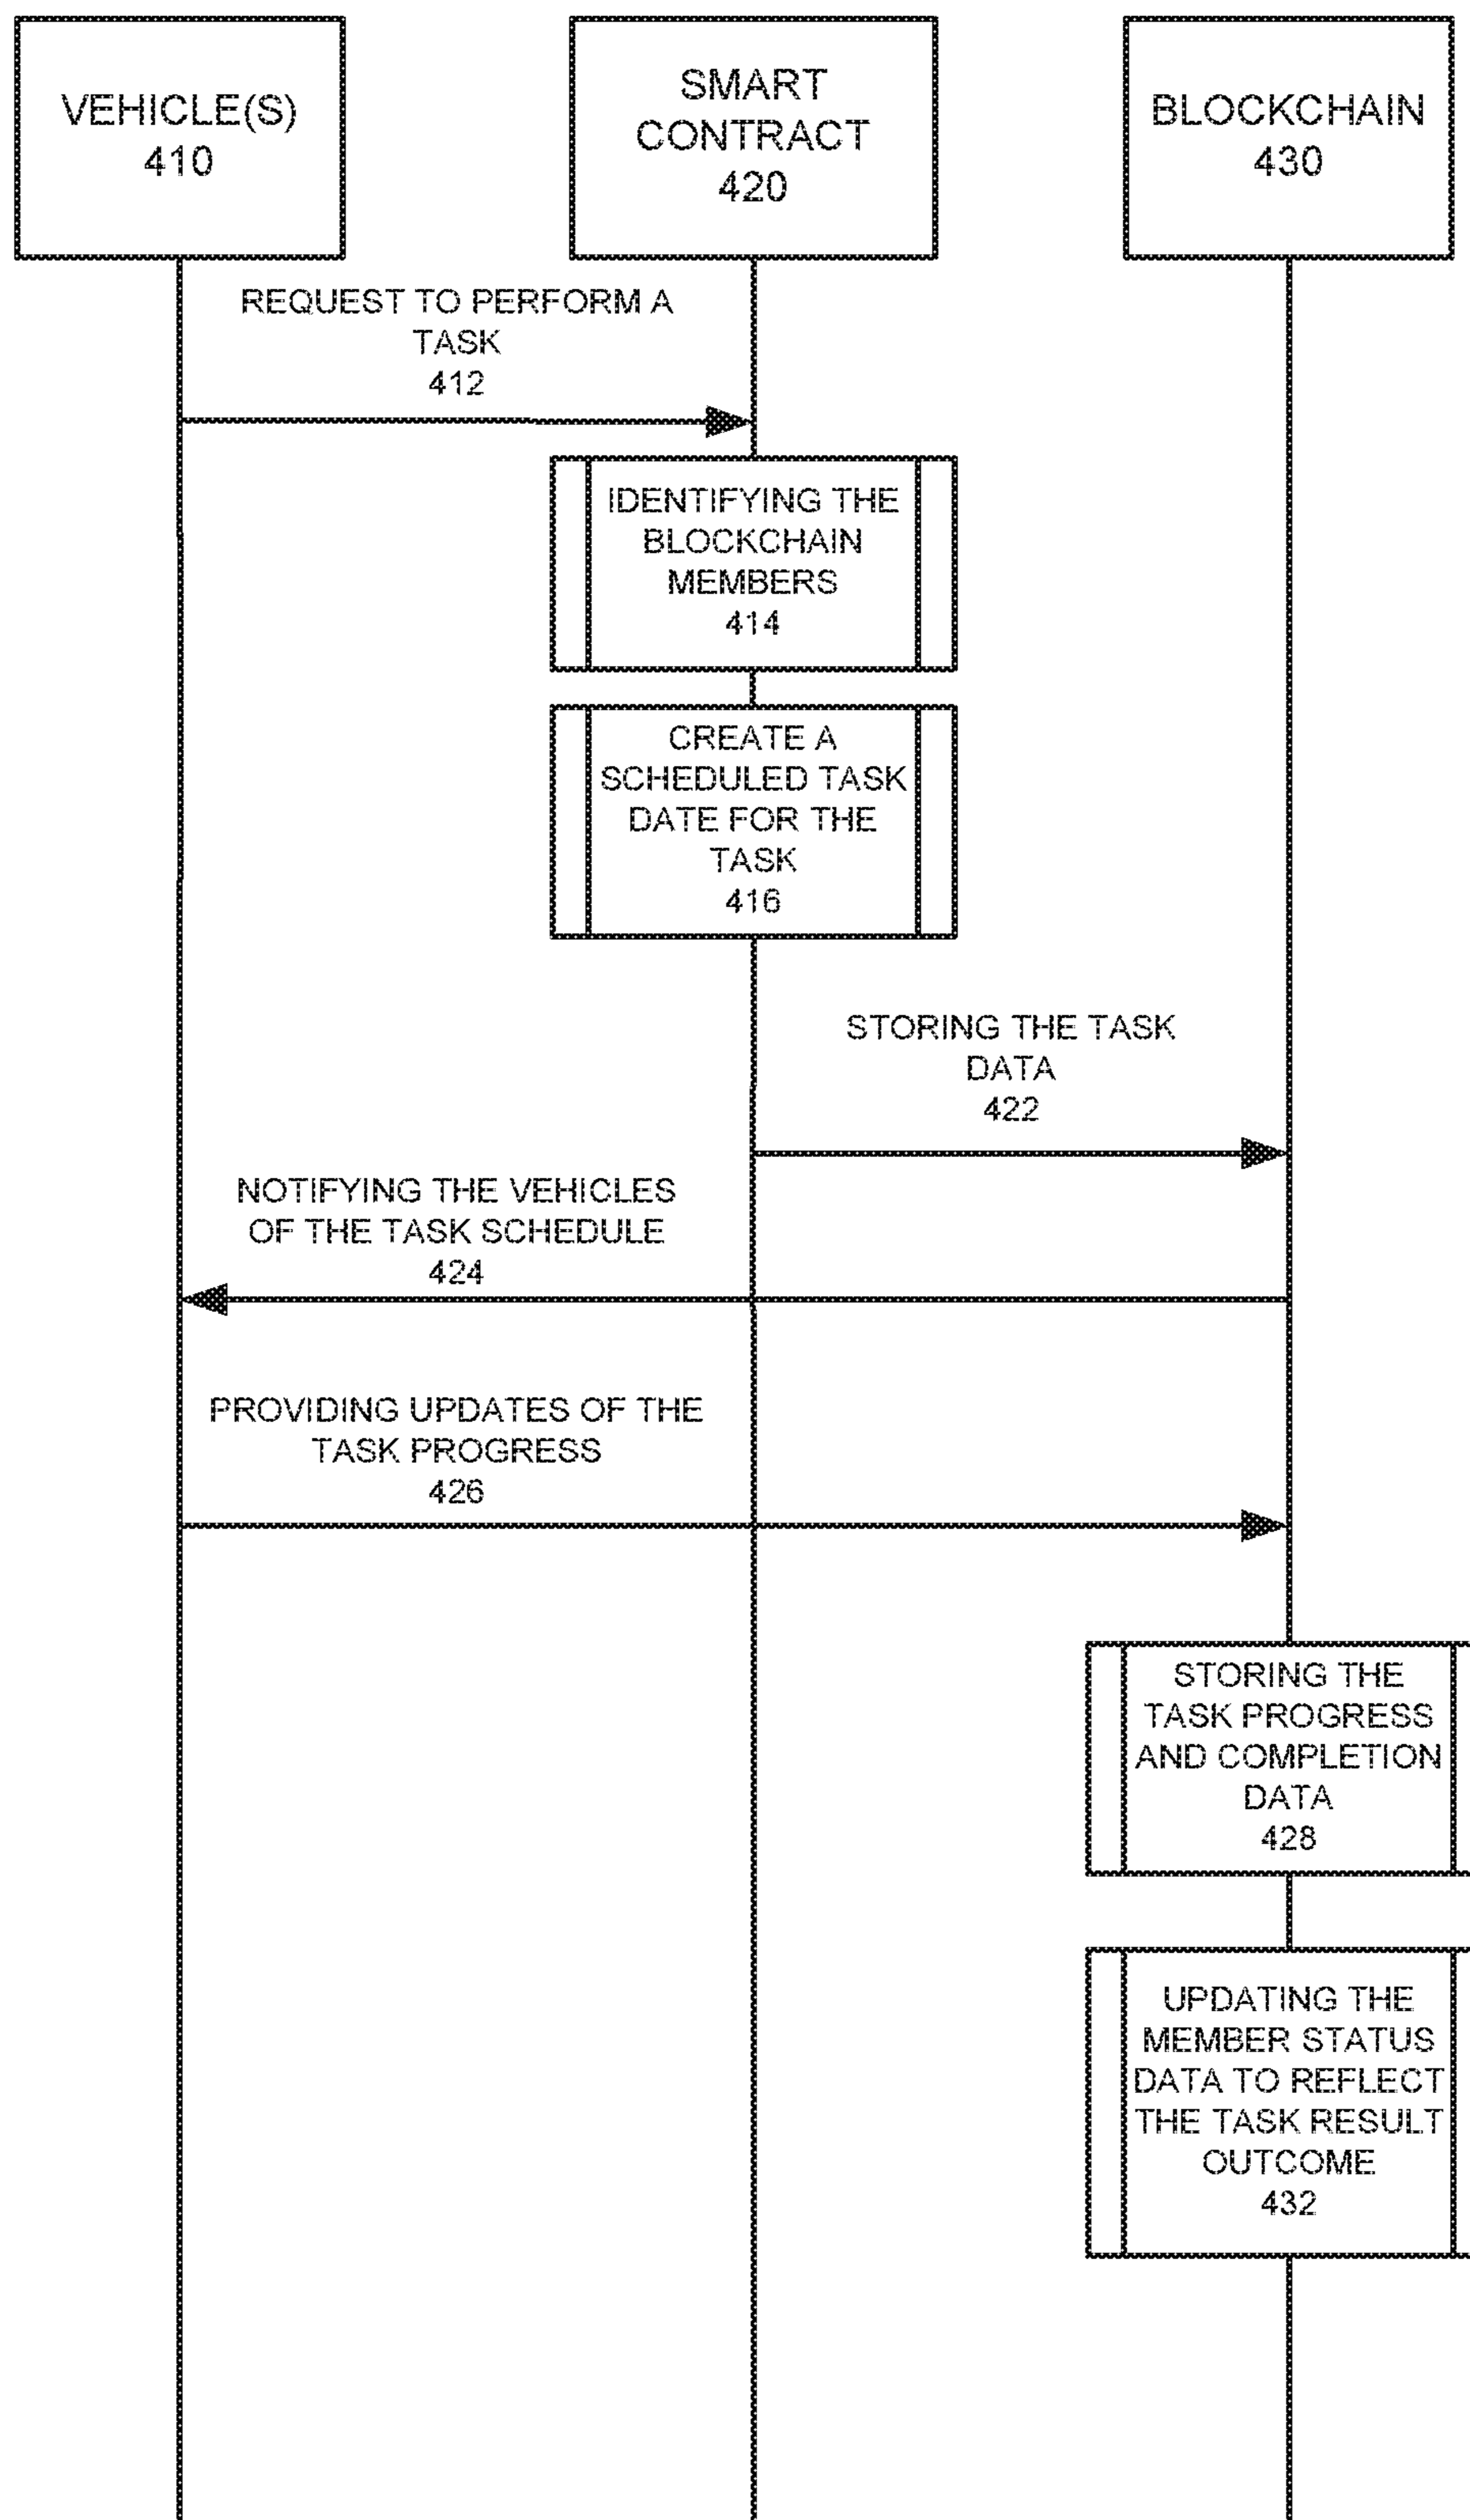 VEHICLE(S)
410
SMART
CONTRACT
420
BLOCKCHAIN
430
REQUEST TO PERFORM A
TASK
412
IDENTIFYING THE
BLOCKCHAIN
MEMBERS
414
CREATE A
SCHEDULED TASK
DATE FOR THE
TASK
416
STORING THE TASK
DATA
422
NOTIFYING THE VEHICLES
OF THE TASK SCHEDULE
424
PROVIDING UPDATES OF THE
TASK PROGRESS
426
STORING THE
TASK PROGRESS
AND COMPLETION
DATA
428
UPDATING THE
MEMBER STATUS
DATA TO REFLECT
THE TASK RESULT
OUTCOME
432